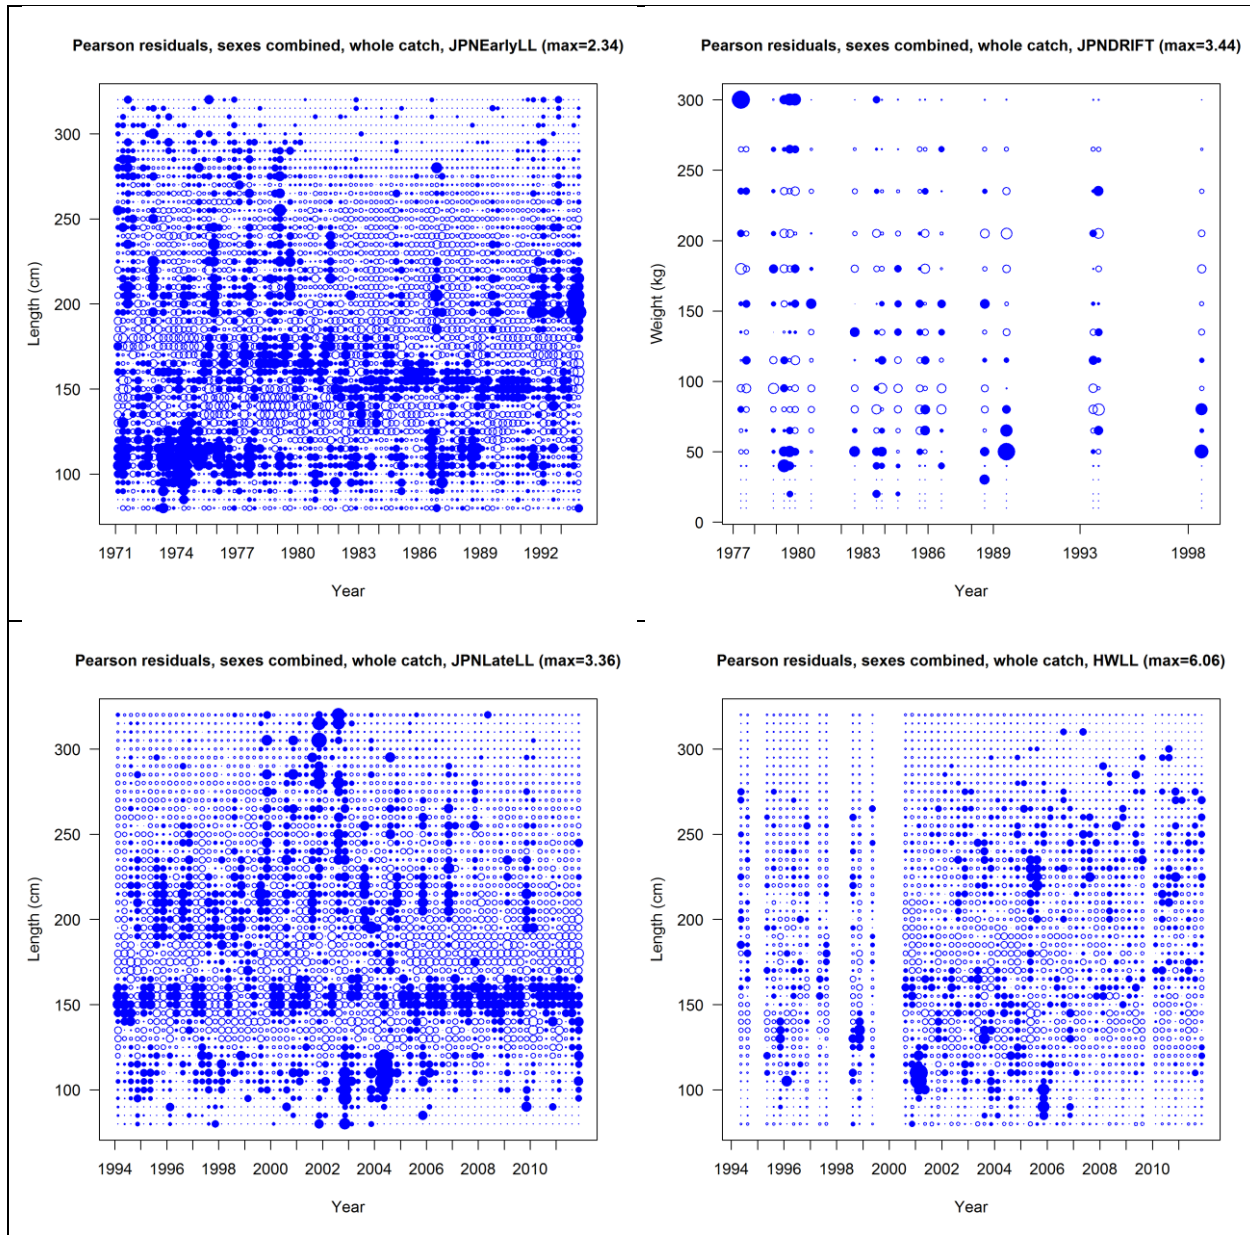 Pearson residuals, sexes combined, whole catch, JPNEarlyLL (max=2.34)
300
250
200
150
100
Length (cm)
1971 1974 1977 1980 1983 1986 1989 1992
Year
Pearson residuals, sexes combined, whole catch, JPNDRIFT (max=3.44)
300
250
200
150
100
50
0
Weight (kg)
1977 1980 1983 1986 1989 1993 1998
Year
Pearson residuals, sexes combined, whole catch, JPNLateLL (max=3.36)
300
250
200
150
100
Length (cm)
1994 1996 1998 2000 2002 2004 2006 2008 2010
Year
Pearson residuals, sexes combined, whole catch, HWLL (max=6.06)
300
250
200
150
100
Length (cm)
1994 1996 1998 2000 2002 2004 2006 2008 2010
Year